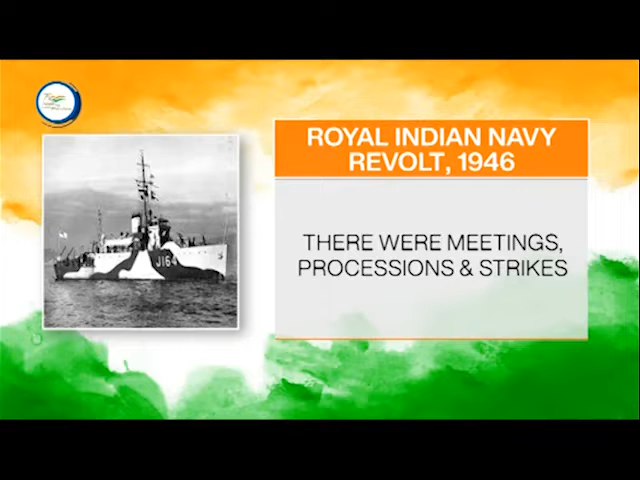 ROYAL INDIAN NAVY
REVOLT, 1946
THERE WERE MEETINGS,
PROCESSIONS & STRIKES
J164